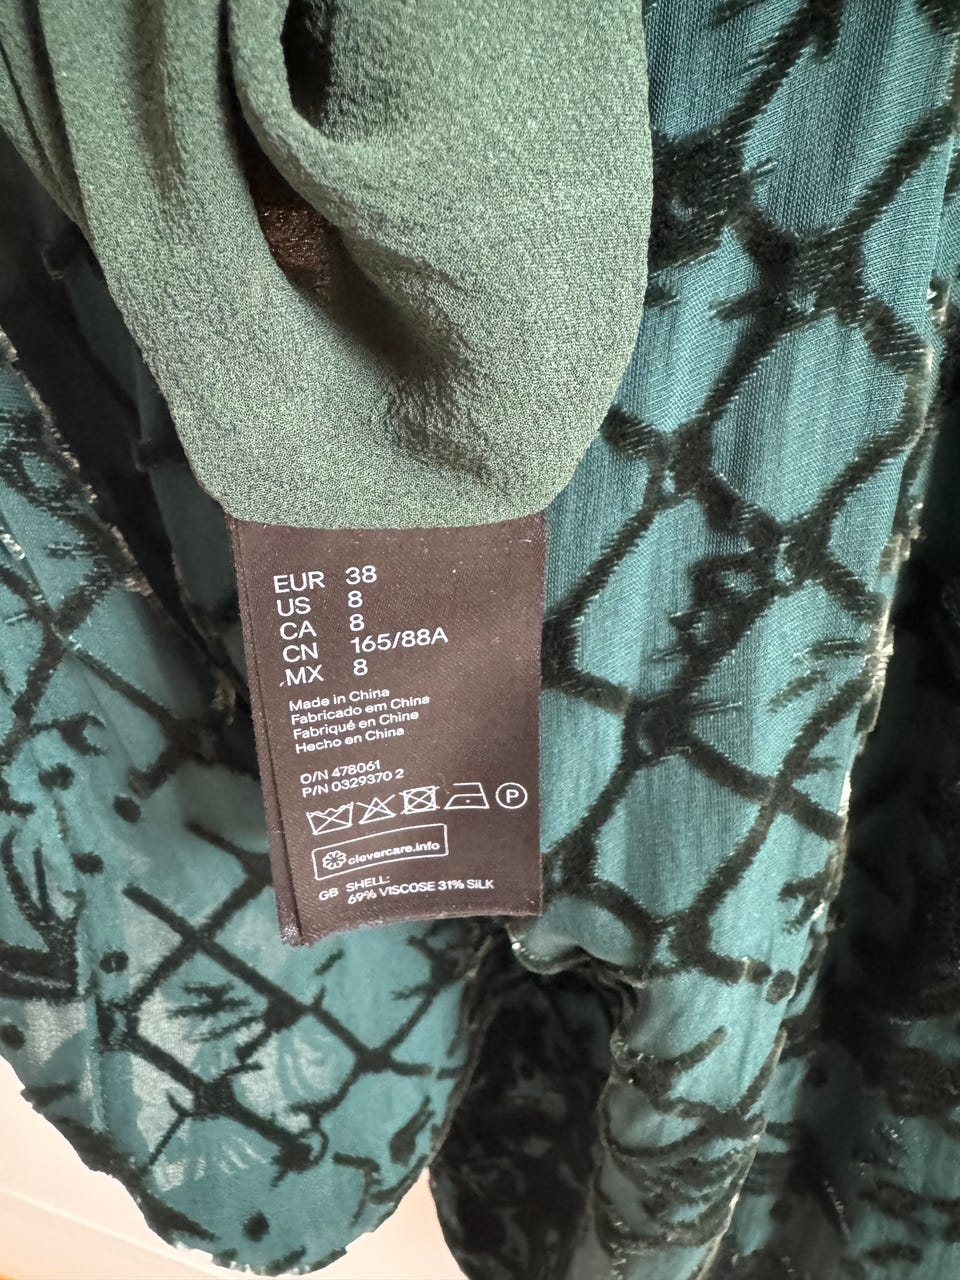 EUR 38
US 8
CA 8
CN 165/88A
MX 8
Made in China
Fabricado em China
Fabriqué en Chine
Hecho en China
O/N 478061
P/N 0329370 2
P
clevercare.info
GB SHELL:
69% VISCOSE 31% SILK